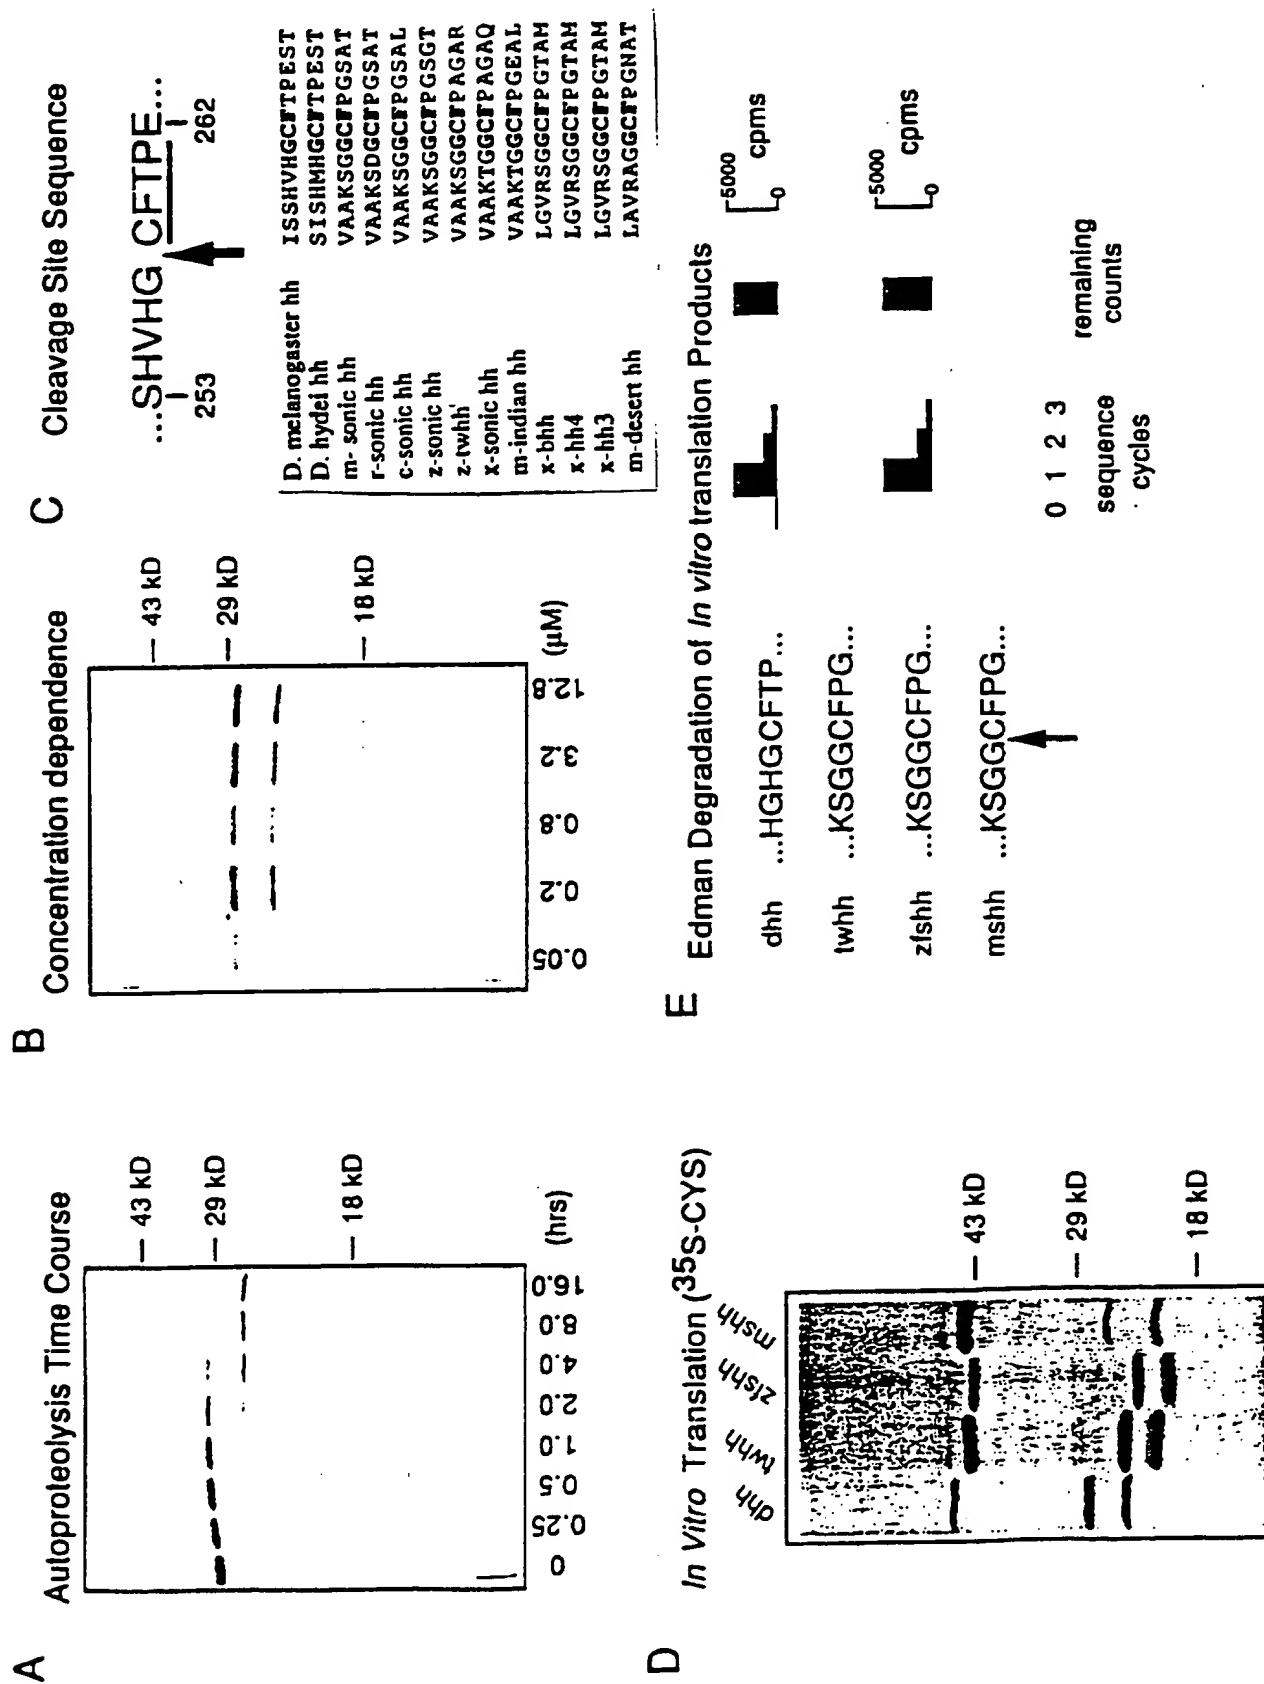 A
Autoproteolysis Time Course
43 kD
29 kD
18 kD
0 0.25 0.5 1.0 2.0 4.0 8.0 16.0 (hrs)
B
Concentration dependence
43 kD
29 kD
18 kD
0.05 0.2 0.8 3.2 12.8 (μM)
C
Cleavage Site Sequence
...SHVHG CFTPE...
253 262
D. melanogaster hh ISSHVHGCFTPEST
D. hydei hh SISHMHGCFTPEST
m- sonic hh VAAKSGGCFPGSAT
r-sonic hh VAAKSDGCFPGSAT
c-sonic hh VAAKSGGCFPGSAL
z-sonic hh VAAKSGGCFPGSGT
z-twhh' VAAKSGGCFPAGAR
x-sonic hh VAAKTGGCFPAGAQ
m-indian hh VAAKTGGCFPGEAL
x-bhh LGVRSGGCFPGTAM
x-hh4 LGVRSGGCFPGTAM
x-hh3 LGVRSGGCFPGTAM
m-desert hh LAVRAGGCFPGNAT
D
In Vitro Translation (35S-CYS)
dhh twhh zfshh mshh
43 kD
29 kD
18 kD
E
Edman Degradation of In vitro translation Products
dhh ...HGHGCFTP...
twhh ...KSGGCFPG...
zfshh ...KSGGCFPG...
mshh ...KSGGCFPG...
5000
cpms
0
5000
cpms
0
0 1 2 3
sequence
cycles
remaining
counts